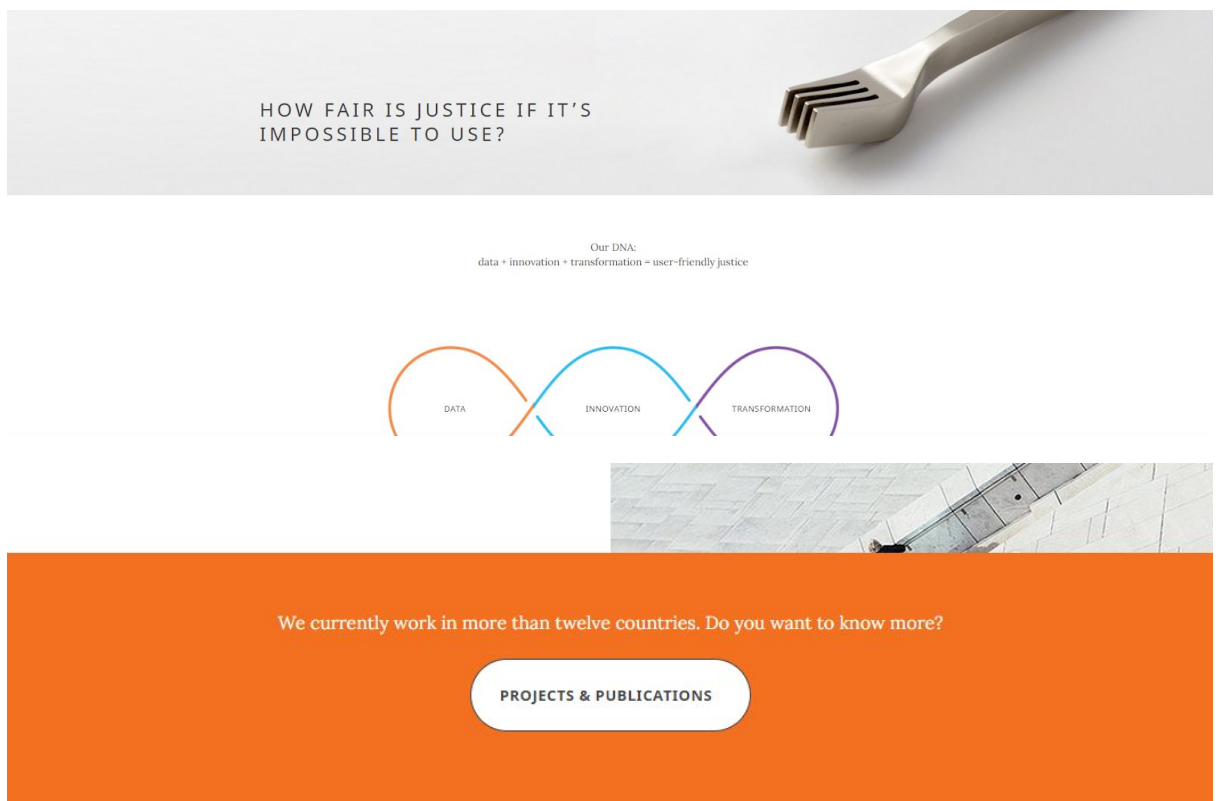 HOW FAIR IS JUSTICE IF IT’S
IMPOSSIBLE TO USE?
Our DNA:
data + innovation + transformation = user-friendly justice
DATA
INNOVATION
TRANSFORMATION
We currently work in more than twelve countries. Do you want to know more?
PROJECTS & PUBLICATIONS